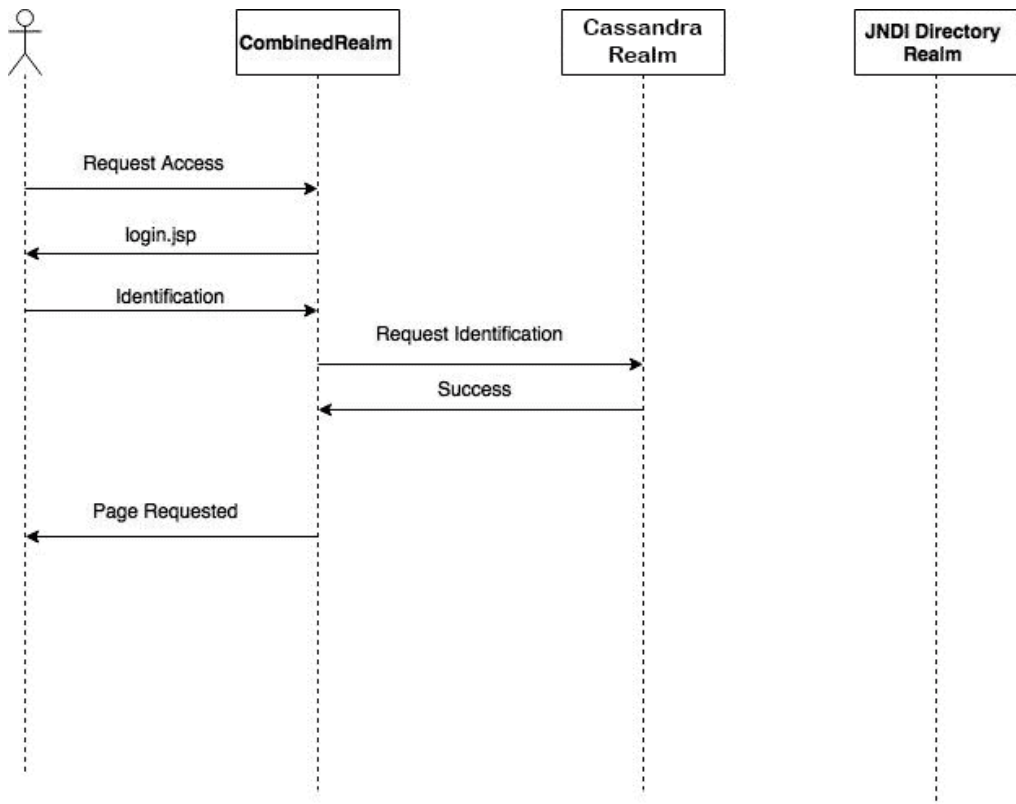 CombinedRealm
Cassandra
Realm
JNDI Directory
Realm
Request Access
login.jsp
Identification
Request Identification
Success
Page Requested